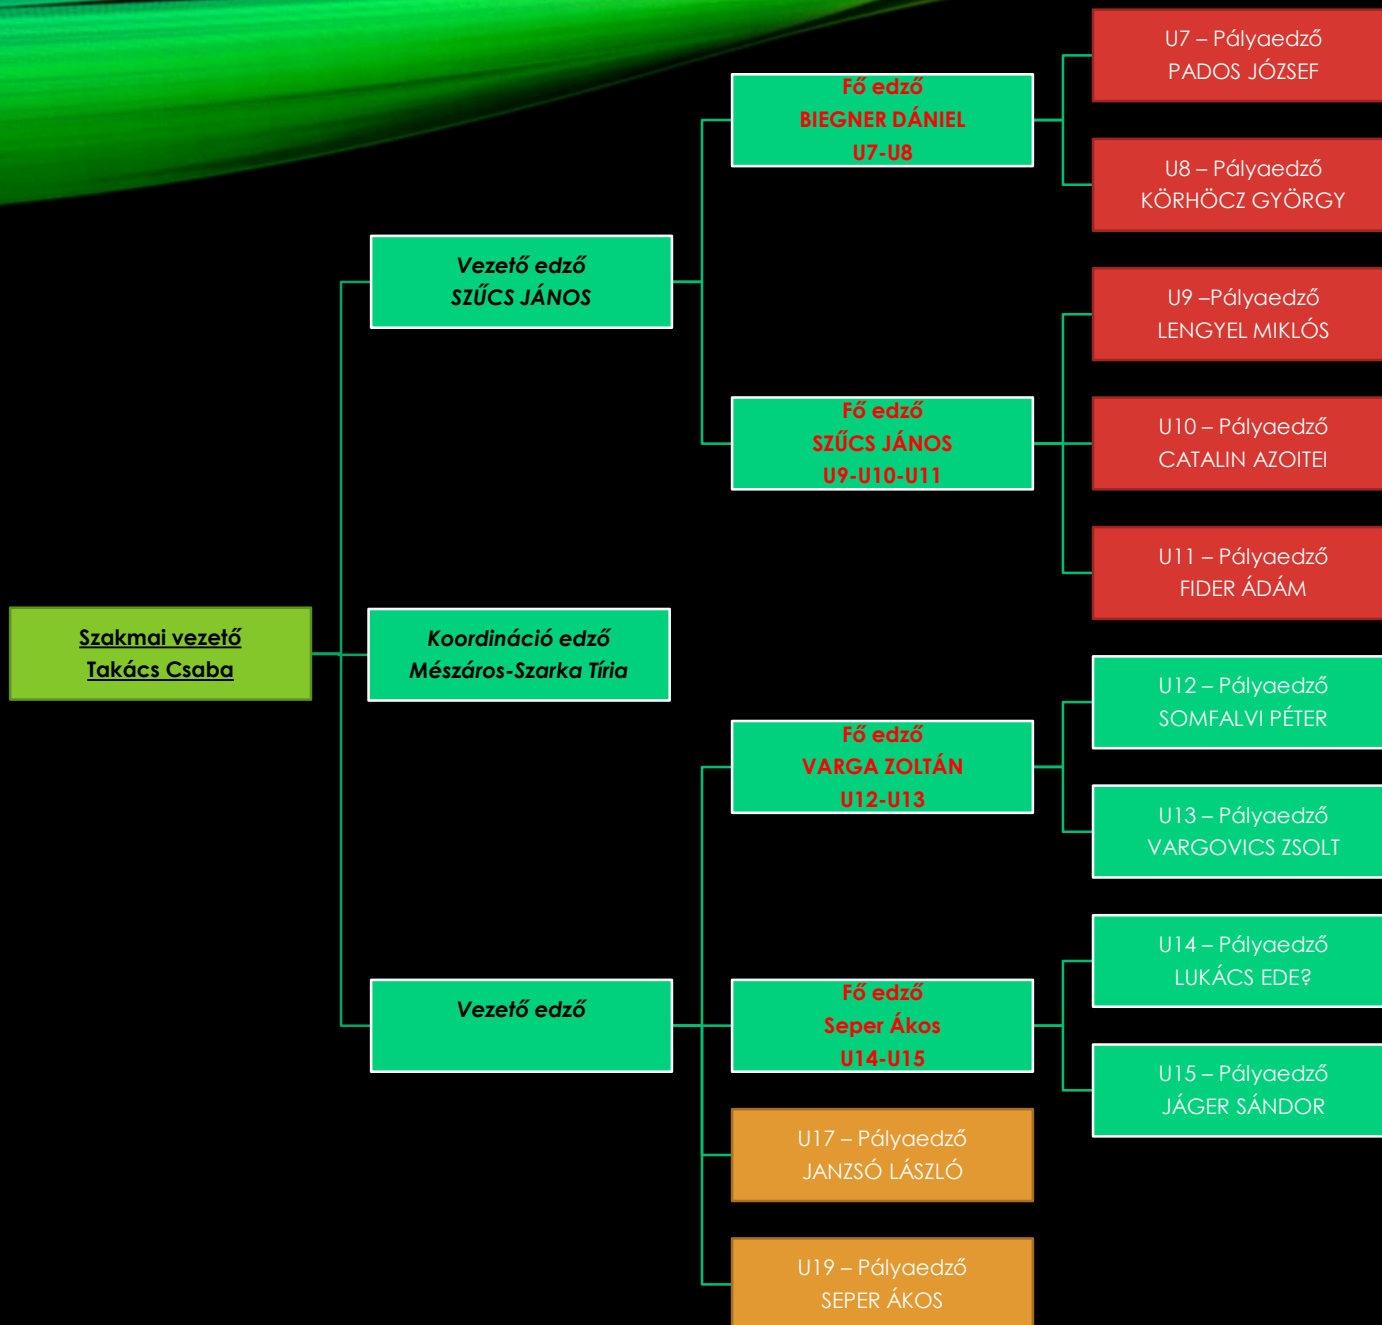 Szakmai vezető
Takács Csaba
Vezető edző
SZŰCS JÁNOS
Fő edző
BIEGNER DÁNIEL
U7-U8
U7 – Pályaedző
PADOS JÓZSEF
U8 – Pályaedző
KÖRHÖCZ GYÖRGY
Fő edző
SZŰCS JÁNOS
U9-U10-U11
U9 –Pályaedző
LENGYEL MIKLÓS
U10 – Pályaedző
CATALIN AZOITEI
U11 – Pályaedző
FIDER ÁDÁM
Koordináció edző
Mészáros-Szarka Tíria
Vezető edző
Fő edző
VARGA ZOLTÁN
U12-U13
U12 – Pályaedző
SOMFALVI PÉTER
U13 – Pályaedző
VARGOVICS ZSOLT
Fő edző
Seper Ákos
U14-U15
U14 – Pályaedző
LUKÁCS EDE?
U15 – Pályaedző
JÁGER SÁNDOR
U17 – Pályaedző
JANZSÓ LÁSZLÓ
U19 – Pályaedző
SEPER ÁKOS